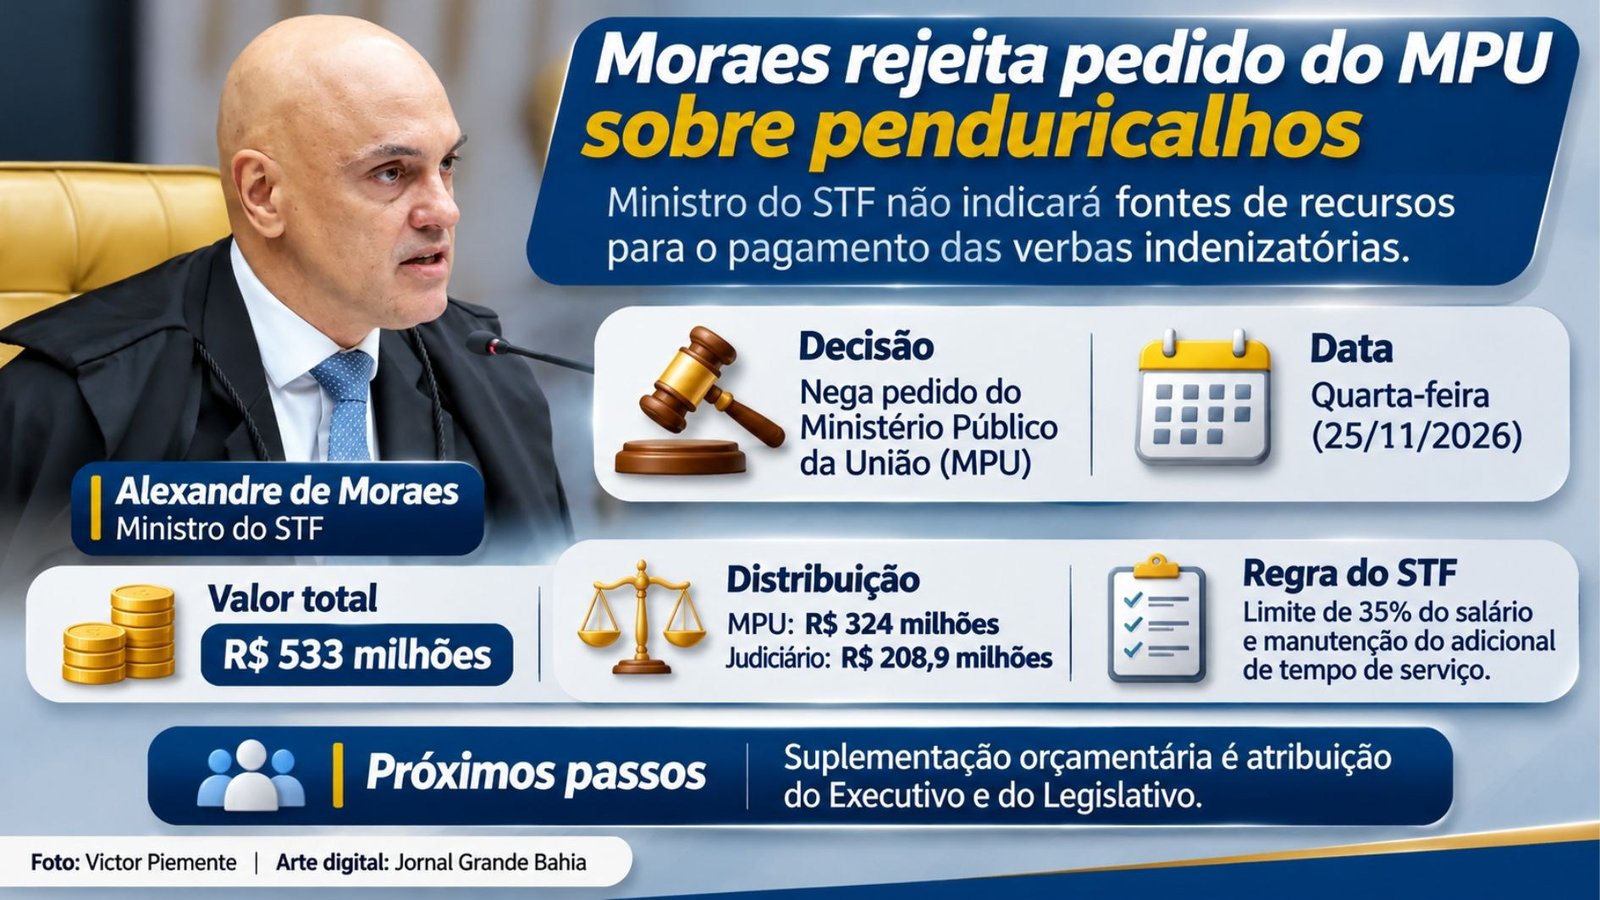 Moraes rejeita pedido do MPU
sobre penduricalhos
Ministro do STF não indicará fontes de recursos
para o pagamento das verbas indenizatórias.
Decisão
Nega pedido do
Ministério Público
da União (MPU)
Data
Quarta-feira
(25/11/2026)
Alexandre de Moraes
Ministro do STF
Valor total
R$ 533 milhões
Distribuição
MPU: R$ 324 milhões
Judiciário: R$ 208,9 milhões
Regra do STF
Limite de 35% do salário
e manutenção do adicional
de tempo de serviço.
Próximos passos
Suplementação orçamentária é atribuição
do Executivo e do Legislativo.
Foto: Victor Piemente | Arte digital: Jornal Grande Bahia